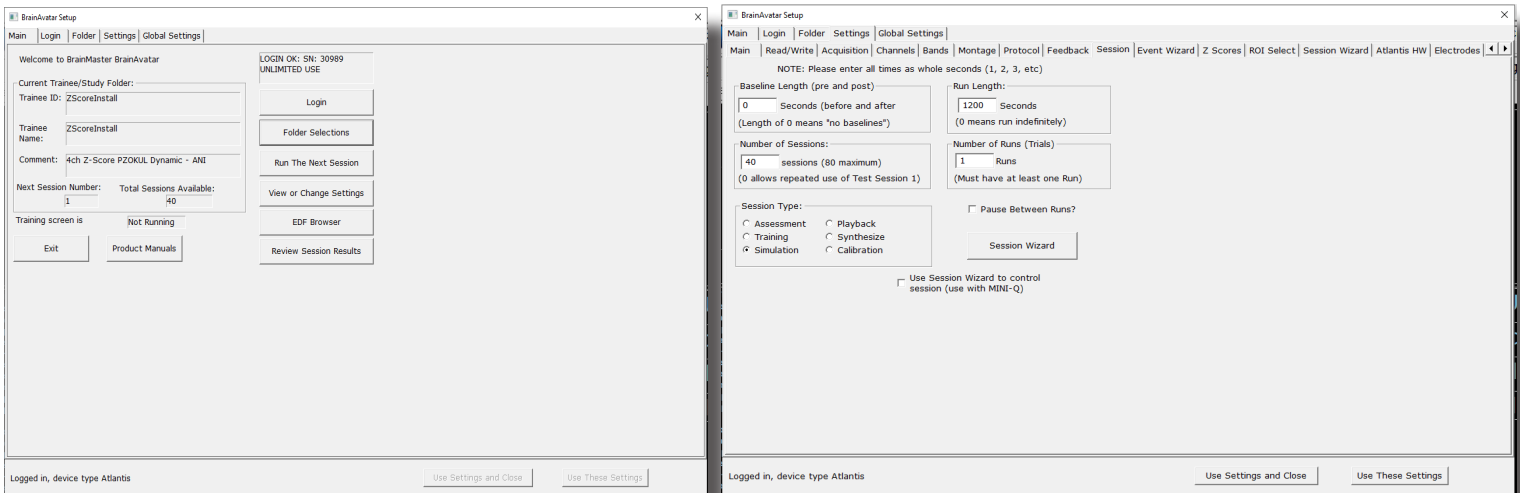 BrainAvatar Setup
Main Login Folder Settings Global Settings
Welcome to BrainMaster BrainAvatar
LOGIN OK: SN: 30989
UNLIMITED USE
Current Trainee/Study Folder:
Trainee ID: ZScoreInstall
Trainee
Name:
ZScoreInstall
Comment: 4ch Z-Score PZOKUL Dynamic - ANI
Next Session Number: Total Sessions Available:
1 40
Training screen is Not Running
Exit Product Manuals
Login
Folder Selections
Run The Next Session
View or Change Settings
EDF Browser
Review Session Results
Logged in, device type Atlantis
Use Settings and Close Use These Settings
BrainAvatar Setup
Main Login Folder Settings Global Settings
Main Read/Write Acquisition Channels Bands Montage Protocol Feedback Session Event Wizard Z Scores ROI Select Session Wizard Atlantis HW Electrodes
NOTE: Please enter all times as whole seconds (1, 2, 3, etc)
Baseline Length (pre and post)
0 Seconds (before and after
(Length of 0 means "no baselines")
Run Length:
1200 Seconds
(0 means run indefinitely)
Number of Sessions:
40 sessions (80 maximum)
(0 allows repeated use of Test Session 1)
Number of Runs (Trials)
1 Runs
(Must have at least one Run)
Session Type:
Assessment Playback
Training Synthesize
Simulation Calibration
Pause Between Runs?
Session Wizard
Use Session Wizard to control
session (use with MINI-Q)
Logged in, device type Atlantis
Use Settings and Close Use These Settings